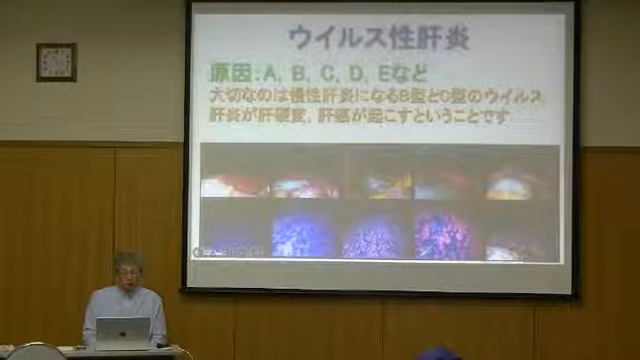 ウイルス性肝炎
原因：A, B, C, D, Eなど
大切なのは慢性肝炎になるB型とC型のウイルス
肝炎が肝硬変, 肝癌が起こすということです